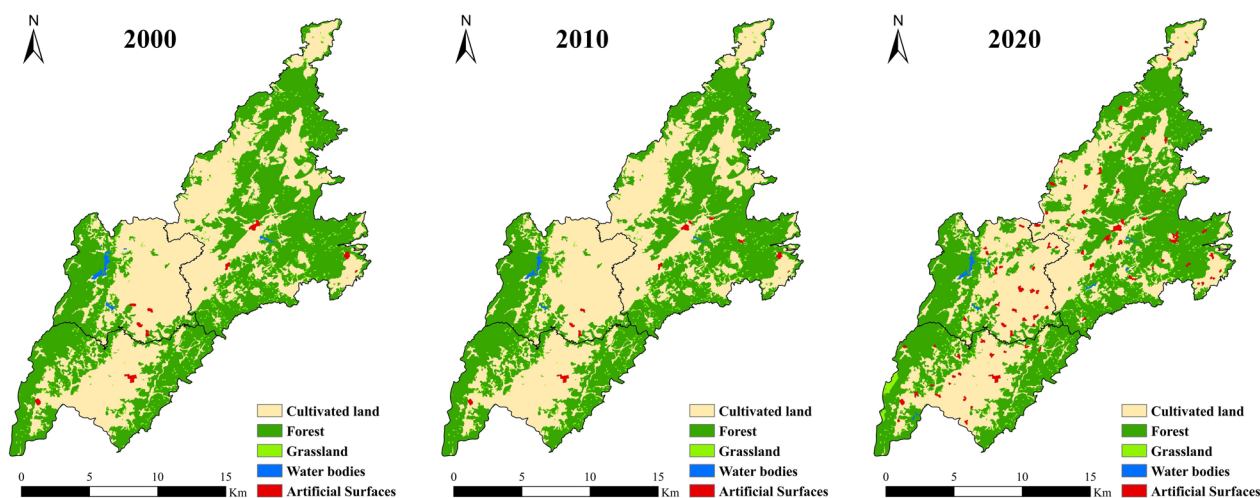 N
2000
Cultivated land
Forest
Grassland
Water bodies
Artificial Surfaces
0 5 10 15
Km
N
2010
Cultivated land
Forest
Grassland
Water bodies
Artificial Surfaces
0 5 10 15
Km
N
2020
Cultivated land
Forest
Grassland
Water bodies
Artificial Surfaces
0 5 10 15
Km